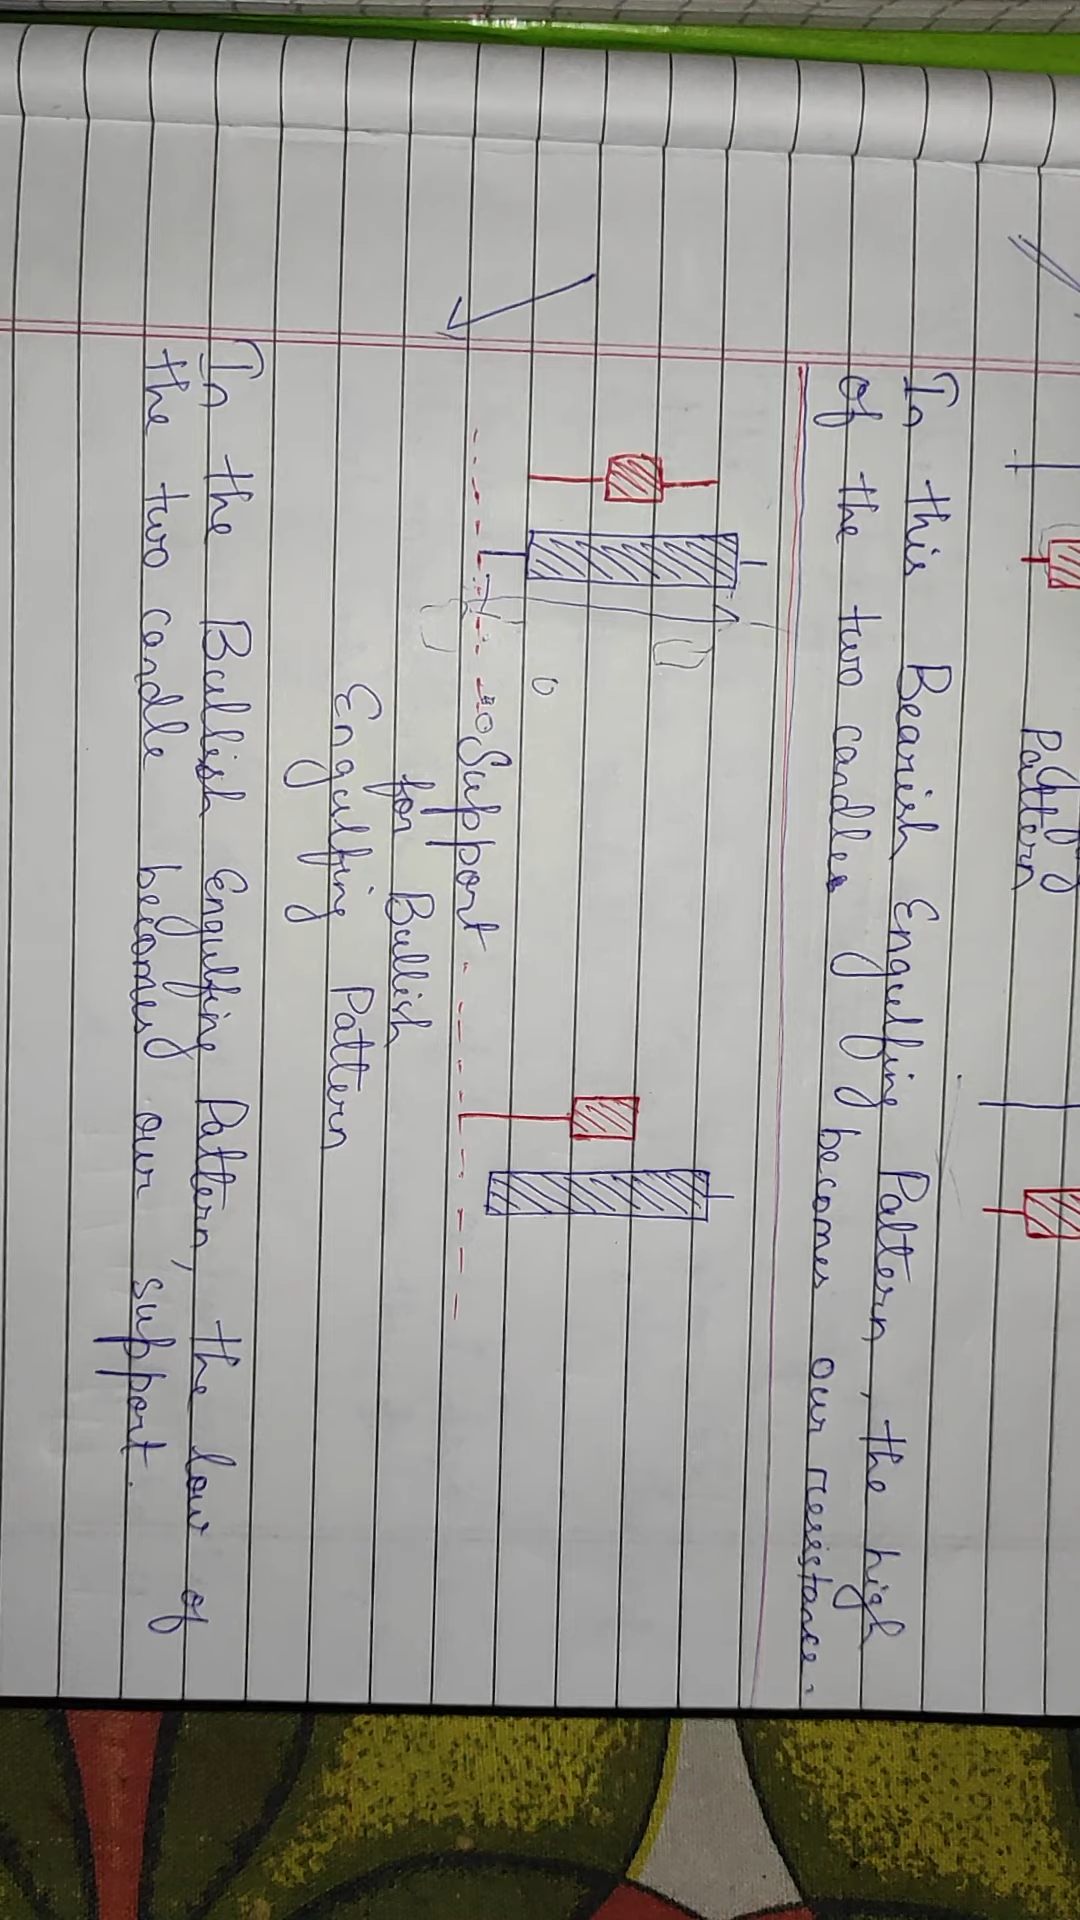 Pattern
In this Bearish Engulfing Pattern, the high
of the two candles becomes our resistance.
Support
for Bullish
Engulfing Pattern
In the Bullish Engulfing Pattern, the low of
the two candle becomes our support.